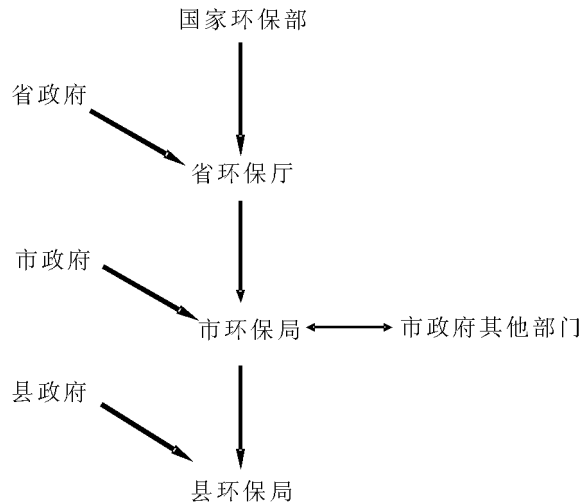 国家环保部
省政府
省环保厅
市政府
市环保局
市政府其他部门
县政府
县环保局